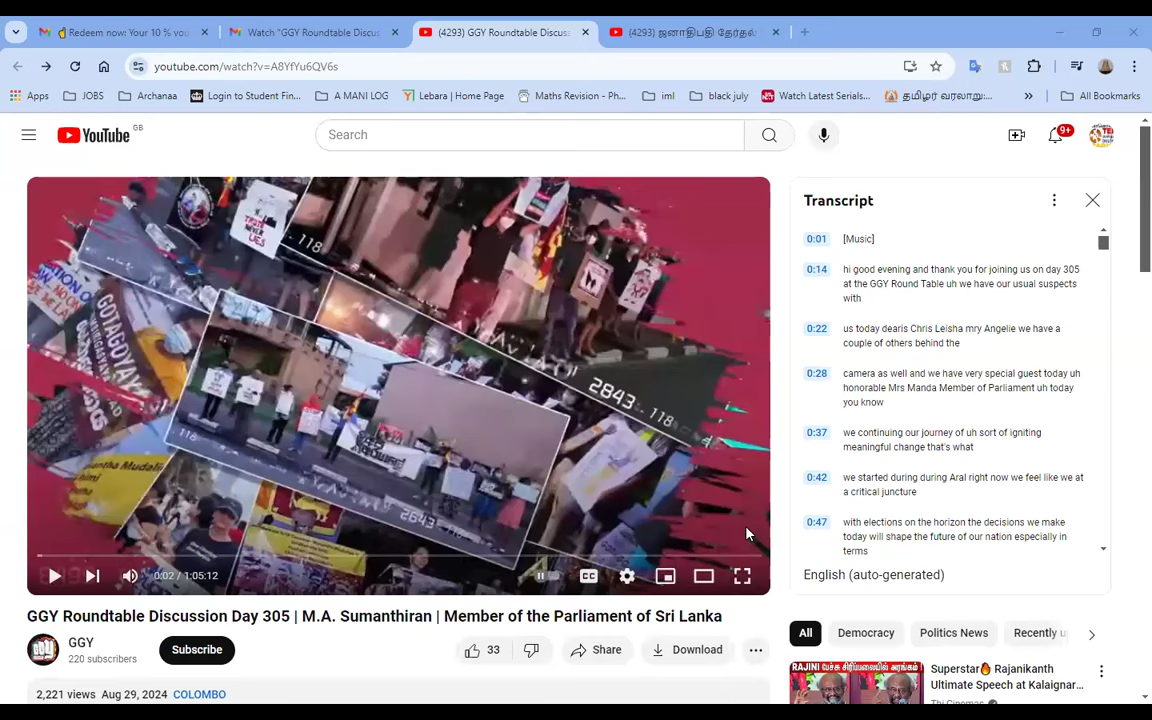 Redeem now: Your 10 % you
Watch "GGY Roundtable Discus
(4293) GGY Roundtable Discuss
(4293) ஜனாதிபதி தேர்தல்
youtube.com/watch?v=A8YfYu6QV6s
Apps
JOBS
Archanaa
Login to Student Fin...
A MANI LOG
Lebara | Home Page
Maths Revision - Ph...
iml
black july
Watch Latest Serials...
தமிழர் வரலாறு:...
»
All Bookmarks
YouTube GB
Search
9+
118
2843
118
GOTAGOYAMA
118
2843
0:02 / 1:05:12
CC
Transcript
0:01 [Music]
0:14 hi good evening and thank you for joining us on day 305
at the GGY Round Table uh we have our usual suspects
with
0:22 us today dearis Chris Leisha mry Angelie we have a
couple of others behind the
0:28 camera as well and we have very special guest today uh
honorable Mrs Manda Member of Parliament uh today
you know
0:37 we continuing our journey of uh sort of igniting
meaningful change that's what
0:42 we started during during Aral right now we feel like we at
a critical juncture
0:47 with elections on the horizon the decisions we make
today will shape the future of our nation especially in
terms
English (auto-generated)
GGY Roundtable Discussion Day 305 | M.A. Sumanthiran | Member of the Parliament of Sri Lanka
GGY
220 subscribers
Subscribe
33
Share
Download
2,221 views Aug 29, 2024 COLOMBO
All
Democracy
Politics News
Recently u
Superstar🔥 Rajanikanth
Ultimate Speech at Kalaignar...
Thi Cinemas